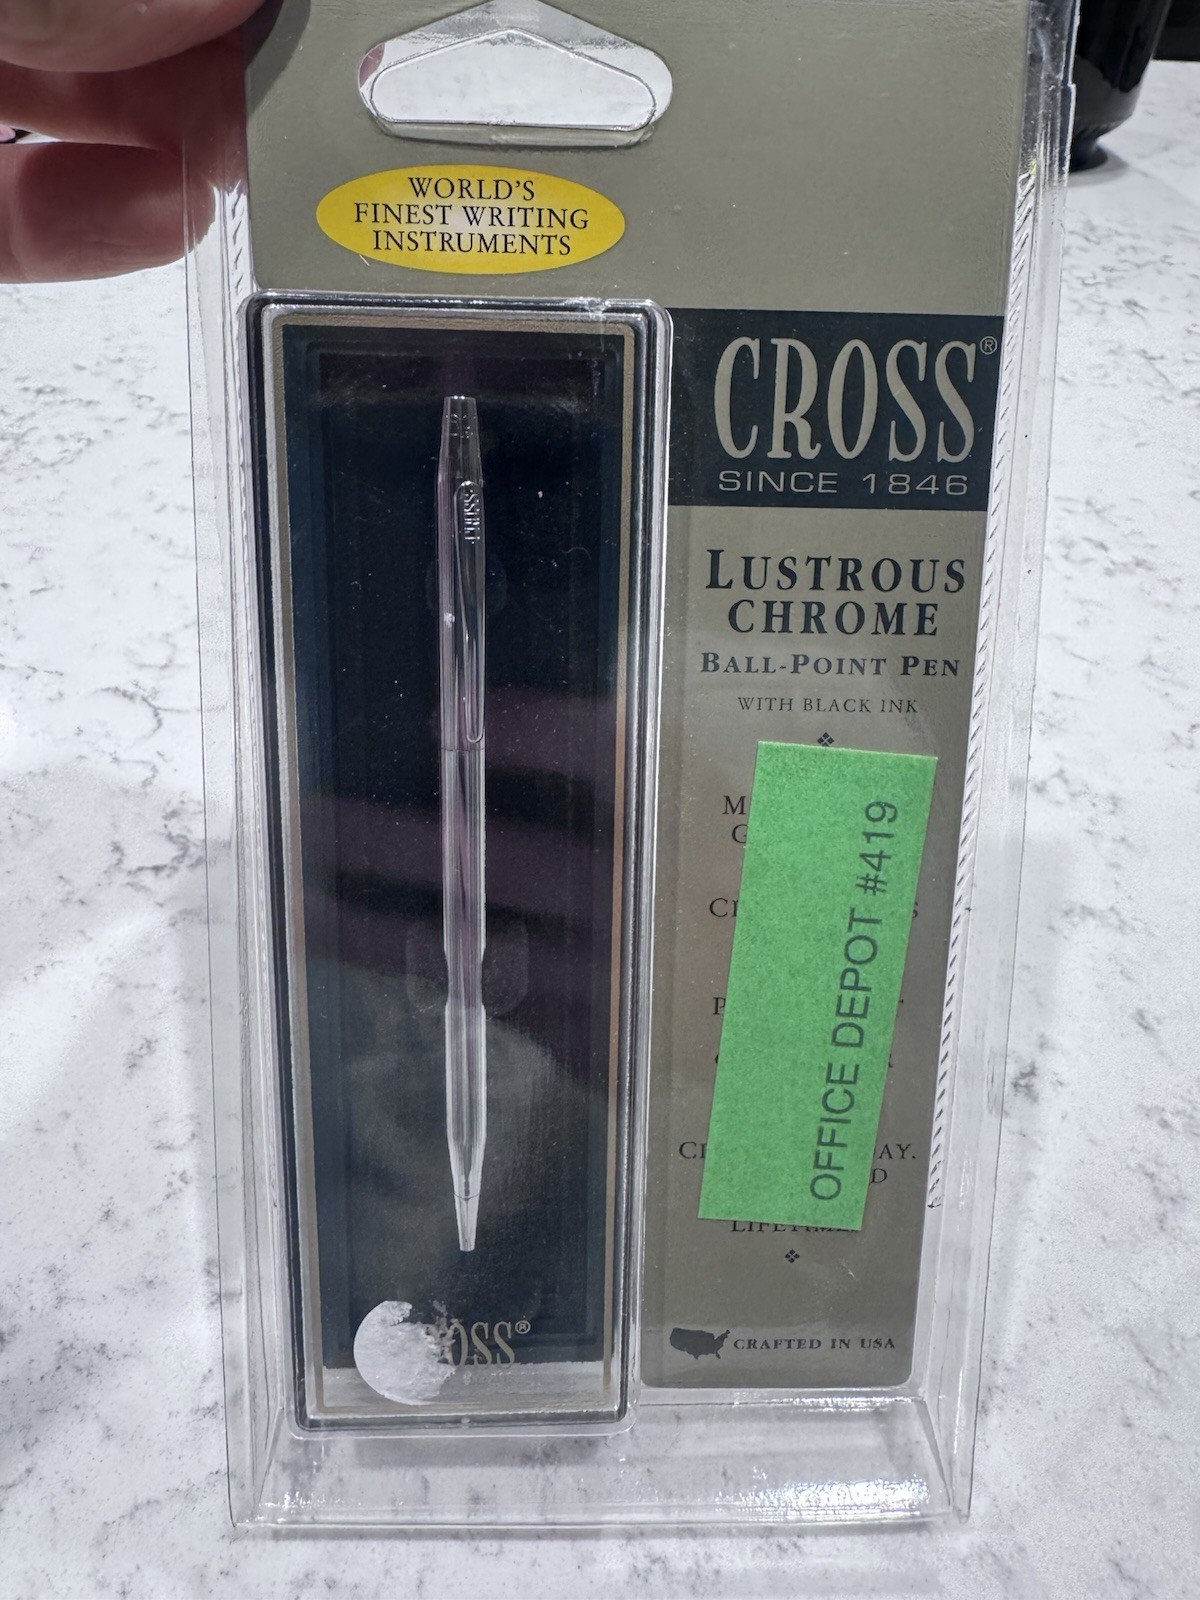 WORLD'S
FINEST WRITING
INSTRUMENTS
CROSS®
SINCE 1846
LUSTROUS
CHROME
BALL-POINT PEN
WITH BLACK INK
OFFICE DEPOT #419
CRAFTED IN USA